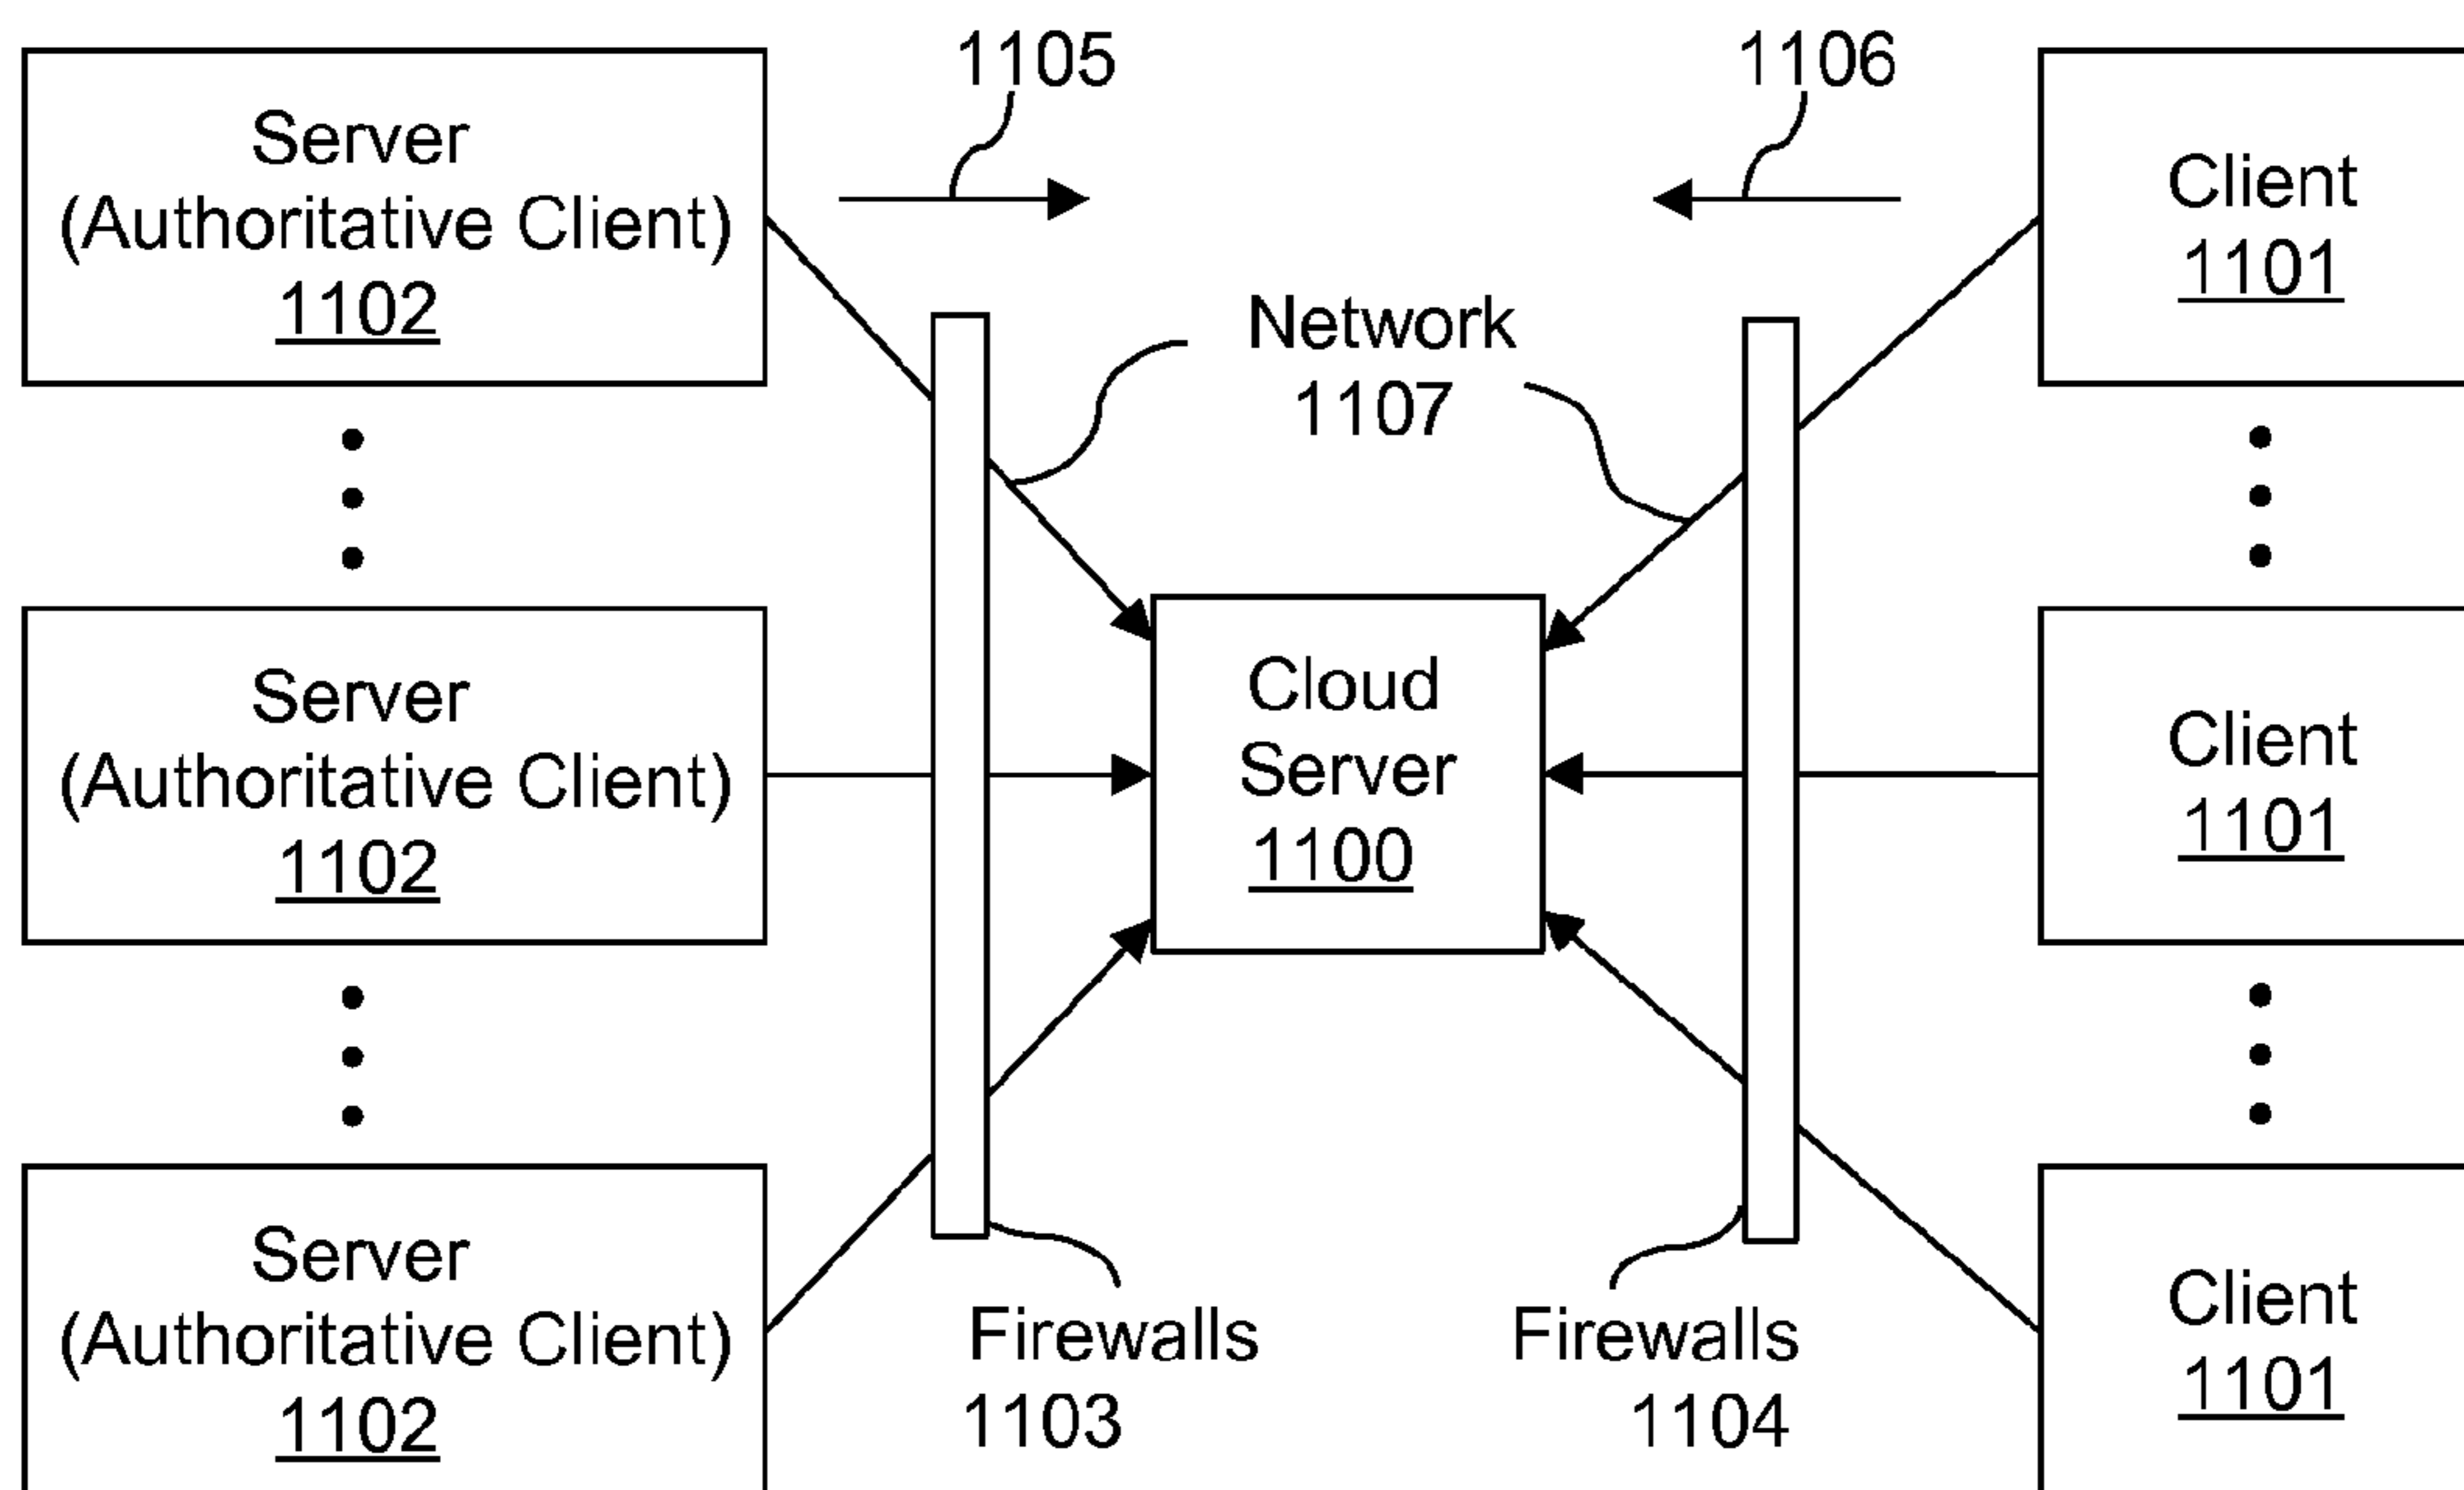 1105
1106
Server
(Authoritative Client)
1102
Client
1101
Network
1107
Server
(Authoritative Client)
1102
Cloud
Server
1100
Client
1101
Server
(Authoritative Client)
1102
Firewalls
1103
Firewalls
1104
Client
1101